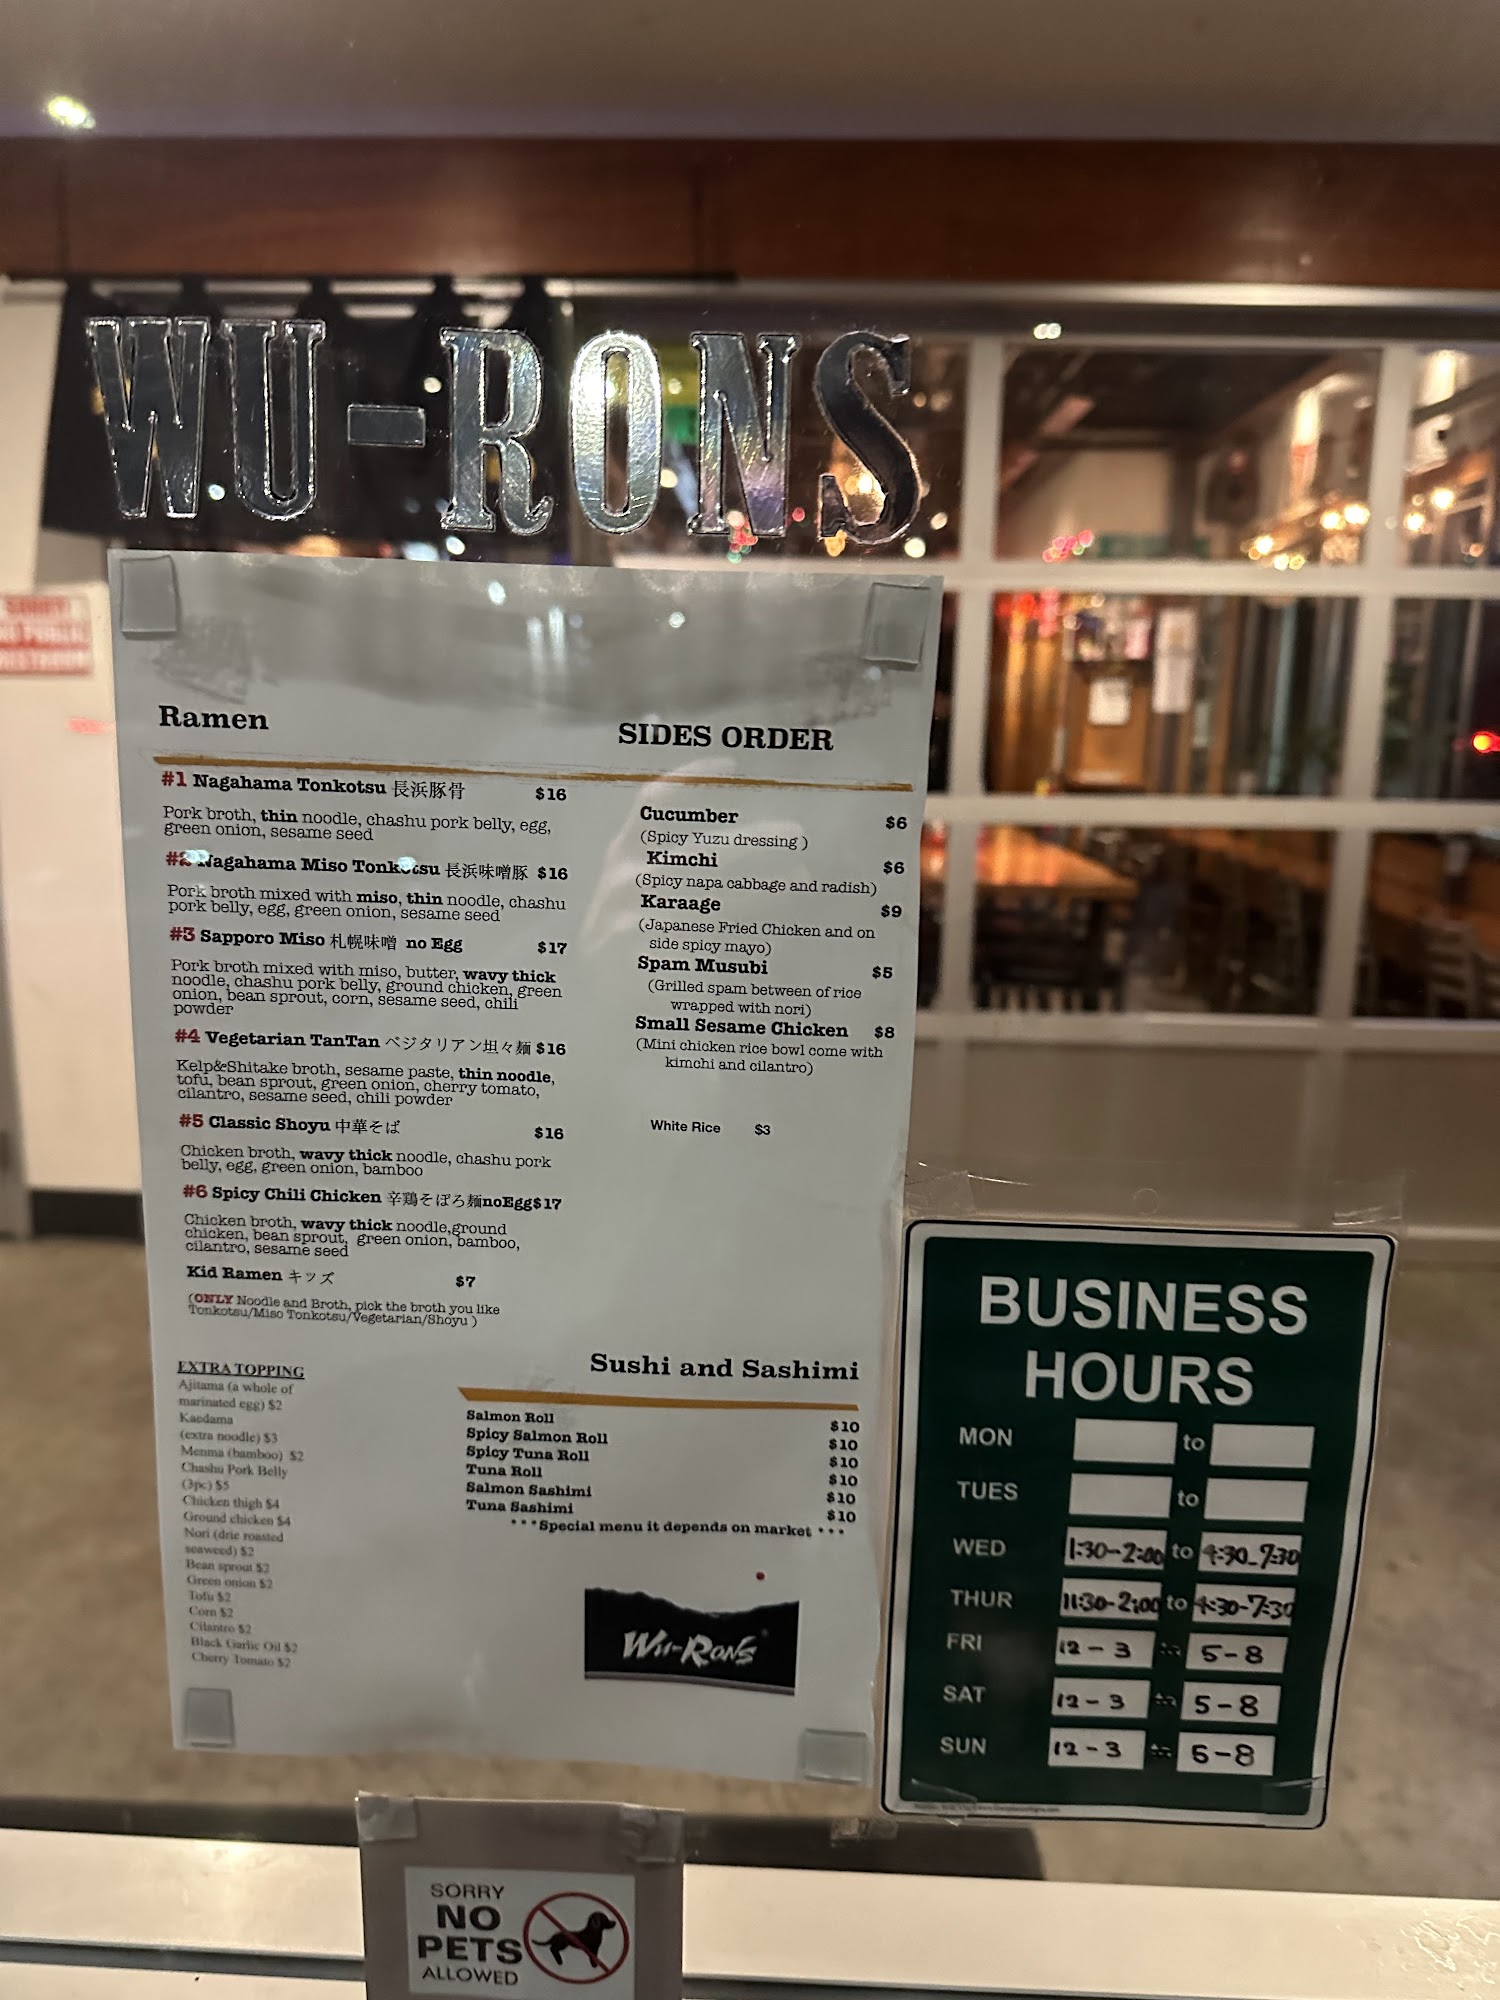 WU-RONS
Ramen
#1 Nagahama Tonkotsu 長浜豚骨 $16
Pork broth, thin noodle, chashu pork belly, egg,
green onion, sesame seed
#2 Nagahama Miso Tonkotsu 長浜味噌豚 $16
Pork broth mixed with miso, thin noodle, chashu
pork belly, egg, green onion, sesame seed
#3 Sapporo Miso 札幌味噌 no Egg $17
Pork broth mixed with miso, butter, wavy thick
noodle, chashu pork belly, ground chicken, green
onion, bean sprout, corn, sesame seed, chili
powder
#4 Vegetarian TanTan ベジタリアン坦々麺 $16
Kelp&Shitake broth, sesame paste, thin noodle,
tofu, bean sprout, green onion, cherry tomato,
cilantro, sesame seed, chili powder
#5 Classic Shoyu 中華そば $16
Chicken broth, wavy thick noodle, chashu pork
belly, egg, green onion, bamboo
#6 Spicy Chili Chicken 辛鶏そぼろ麺noEgg$17
Chicken broth, wavy thick noodle,ground
chicken, bean sprout, green onion, bamboo,
cilantro, sesame seed
Kid Ramen キッズ $7
(ONLY Noodle and Broth, pick the broth you like
Tonkotsu/Miso Tonkotsu/Vegetarian/Shoyu )
SIDES ORDER
Cucumber $6
(Spicy Yuzu dressing )
Kimchi $6
(Spicy napa cabbage and radish)
Karaage $9
(Japanese Fried Chicken and on
side spicy mayo)
Spam Musubi $5
(Grilled spam between of rice
wrapped with nori)
Small Sesame Chicken $8
(Mini chicken rice bowl come with
kimchi and cilantro)
White Rice $3
EXTRA TOPPING
Ajitama (a whole of
marinated egg) $2
Kaedama
(extra noodle) $3
Menma (bamboo) $2
Chashu Pork Belly
(3pc) $5
Chicken thigh $4
Ground chicken $4
Nori (drie roasted
seaweed) $2
Bean sprout $2
Green onion $2
Tofu $2
Corn $2
Cilantro $2
Black Garlic Oil $2
Cherry Tomato $2
Sushi and Sashimi
Salmon Roll $10
Spicy Salmon Roll $10
Spicy Tuna Roll $10
Tuna Roll $10
Salmon Sashimi $10
Tuna Sashimi $10
***Special menu it depends on market ***
WU-RONS
BUSINESS
HOURS
MON to
TUES to
WED 1:30-2:00 to 4:30-7:30
THUR 11:30-2:00 to 4:30-7:30
FRI 12-3 to 5-8
SAT 12-3 to 5-8
SUN 12-3 to 5-8
SORRY
NO
PETS
ALLOWED
SORRY
NO PUBLIC
RESTROOM